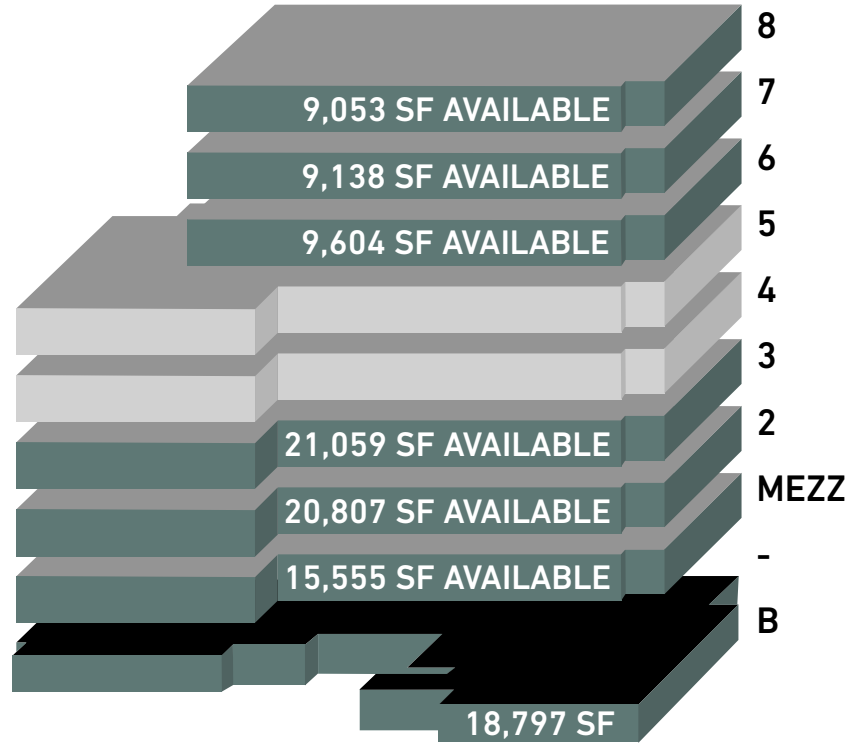 8
9,053 SF AVAILABLE
7
9,138 SF AVAILABLE
6
9,604 SF AVAILABLE
5
4
3
21,059 SF AVAILABLE
2
20,807 SF AVAILABLE
MEZZ
15,555 SF AVAILABLE
-
B
18,797 SF